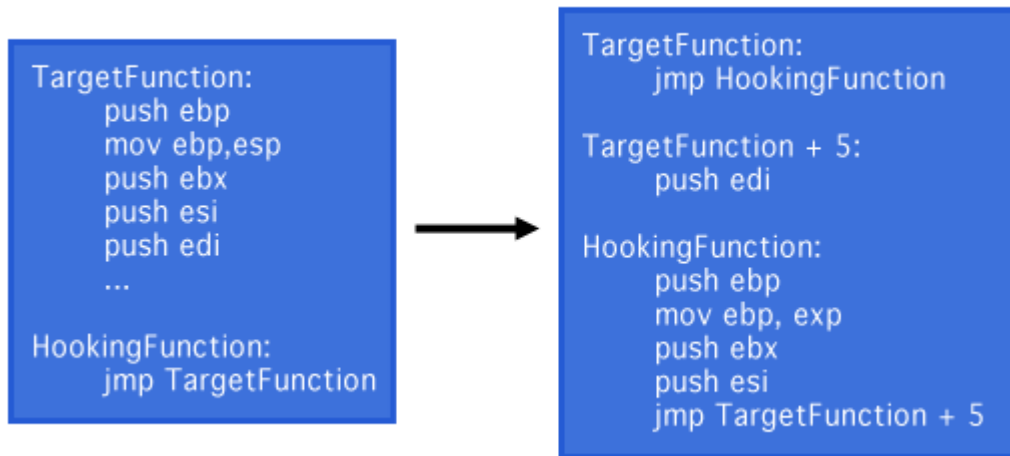 TargetFunction:
push ebp
mov ebp,esp
push ebx
push esi
push edi
...
HookingFunction:
jmp TargetFunction
TargetFunction:
jmp HookingFunction
TargetFunction + 5:
push edi
HookingFunction:
push ebp
mov ebp, exp
push ebx
push esi
jmp TargetFunction + 5